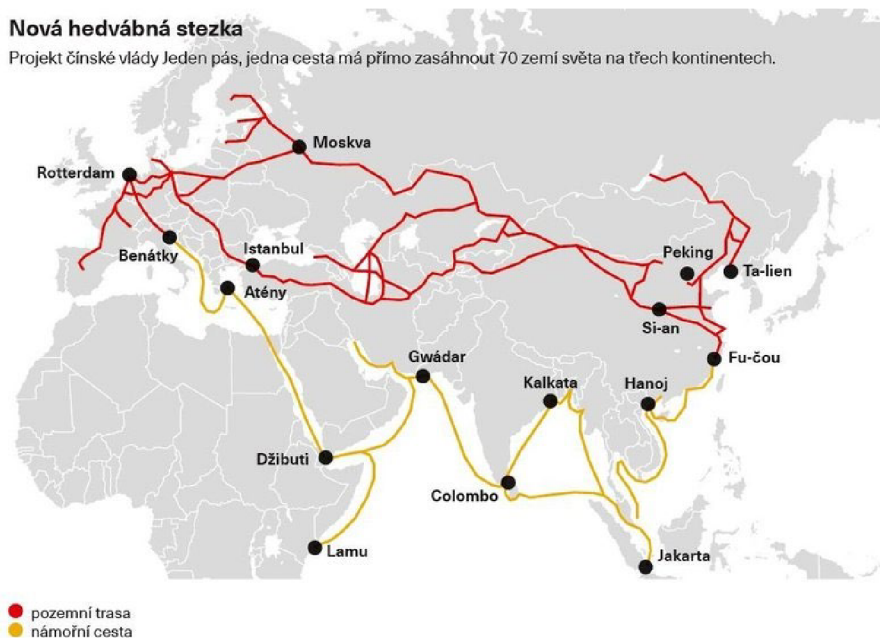 Nová hedvábná stezka
Projekt čínské vlády Jeden pás, jedna cesta má přímo zasáhnout 70 zemí světa na třech kontinentech.
Moskva
Rotterdam
Benátky
Istanbul
Atény
Peking
Ta-lien
Si-an
Fu-čou
Gwádar
Kalkata
Hanoj
Džibuti
Colombo
Lamu
Jakarta
pozemní trasa
námořní cesta